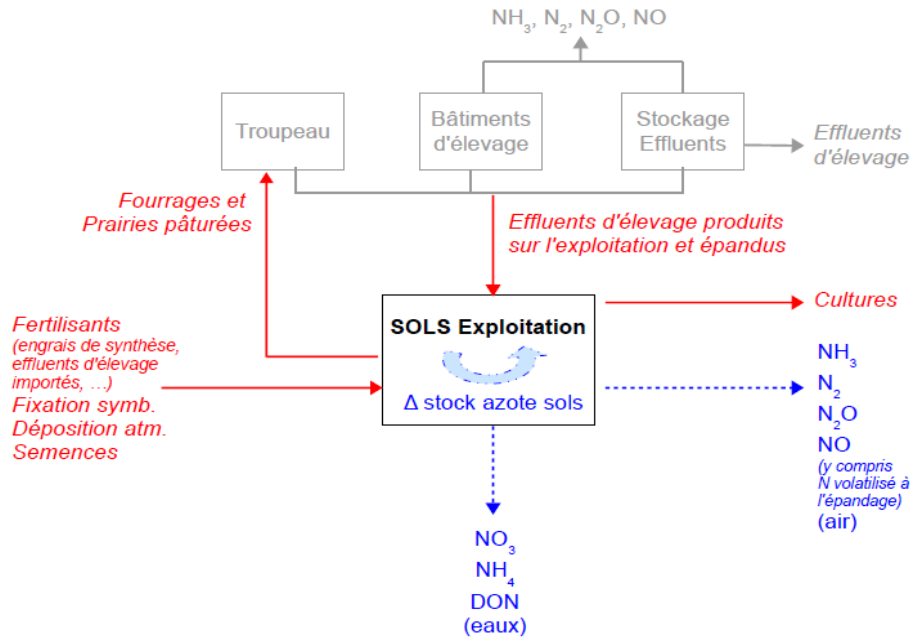 NH3, N2, N2O, NO
Troupeau
Bâtiments
d'élevage
Stockage
Effluents
Effluents
d'élevage
Fourrages et
Prairies pâturées
Effluents d'élevage produits
sur l'exploitation et épandus
SOLS Exploitation
Δ stock azote sols
Cultures
Fertilisants
(engrais de synthèse,
effluents d'élevage
importés, ...)
Fixation symb.
Déposition atm.
Semences
NH3
N2
N2O
NO
(y compris
N volatilisé à
l'épandage)
(air)
NO3
NH4
DON
(eaux)